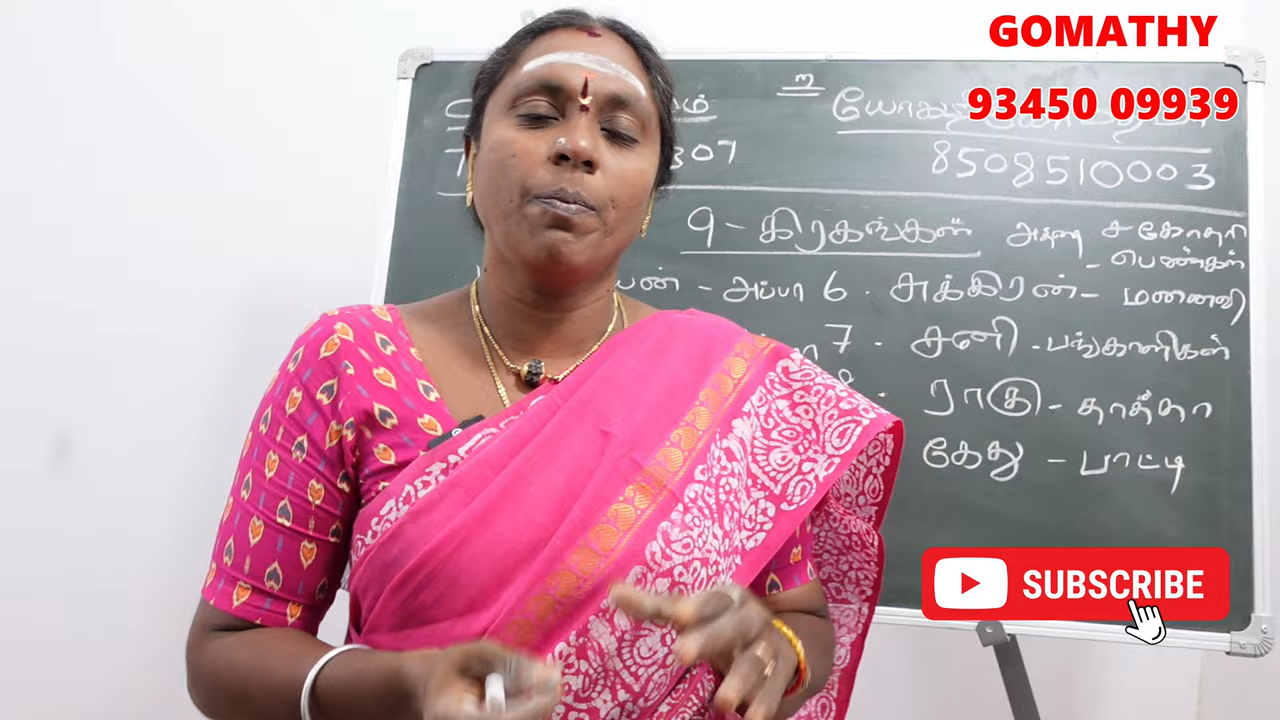 GOMATHY
93450 09939
உ
307
8508510003
9 - கிரகங்கள்
சகோதரி
- பெண்கள்
யன் - அப்பா 6. சுக்கிரன் - மனைவி
7. சனி - பங்காளிகள்
ராகு - தாத்தா
கேது - பாட்டி
SUBSCRIBE